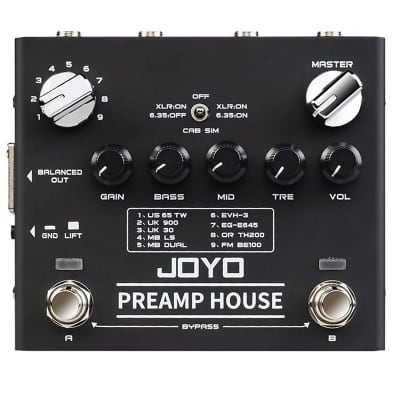 MASTER
1 2 3 4 5 6 7 8 9
OFF
XLR:ON XLR:ON
6.35:OFF 6.35:ON
CAB SIM
BALANCED
OUT
GAIN BASS MID TRE VOL
GND LIFT
1、US 65 TW
2、UK 900
3、UK 30
4、MB LS
5、MB DUAL
6、EVH-3
7、EG-E645
8、OR TH200
9、FM BE100
JOYO
PREAMP HOUSE
A BYPASS B